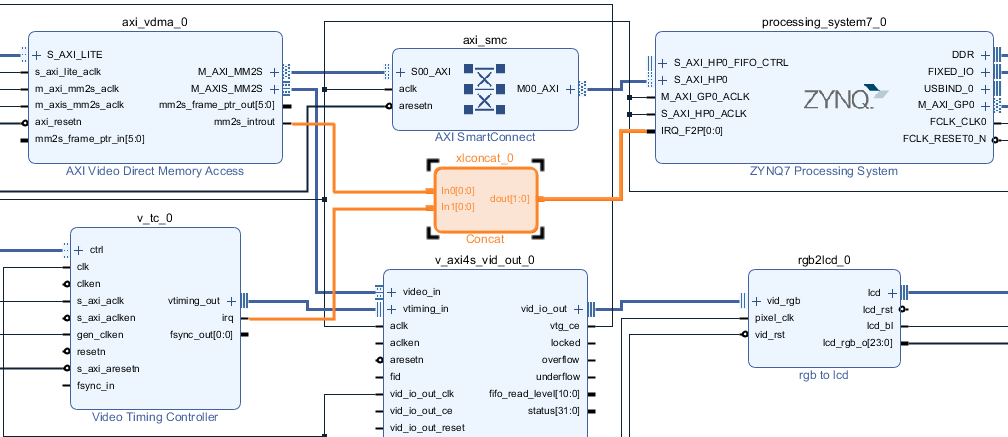 axi_vdma_0
S_AXI_LITE
s_axi_lite_aclk
m_axi_mm2s_aclk
m_axis_mm2s_aclk
axi_resetn
mm2s_frame_ptr_in[5:0]
M_AXI_MM2S
M_AXIS_MM2S
mm2s_frame_ptr_out[5:0]
mm2s_introut
AXI Video Direct Memory Access
axi_smc
S00_AXI
aclk
aresetn
M00_AXI
AXI SmartConnect
processing_system7_0
S_AXI_HP0_FIFO_CTRL
S_AXI_HP0
M_AXI_GP0_ACLK
S_AXI_HP0_ACLK
IRQ_F2P[0:0]
ZYNQ
DDR
FIXED_IO
USBIND_0
M_AXI_GP0
FCLK_CLK0
FCLK_RESET0_N
ZYNQ7 Processing System
xlconcat_0
In0[0:0]
In1[0:0]
dout[1:0]
Concat
v_tc_0
ctrl
clk
clken
s_axi_aclk
s_axi_aclken
gen_clken
resetn
s_axi_aresetn
fsync_in
vtiming_out
irq
fsync_out[0:0]
Video Timing Controller
v_axi4s_vid_out_0
video_in
vtiming_in
aclk
aclken
aresetn
fid
vid_io_out_clk
vid_io_out_ce
vid_io_out_reset
vid_io_out
vtg_ce
locked
overflow
underflow
fifo_read_level[10:0]
status[31:0]
rgb2lcd_0
vid_rgb
pixel_clk
vid_rst
lcd
lcd_rst
lcd_bl
lcd_rgb_o[23:0]
rgb to lcd